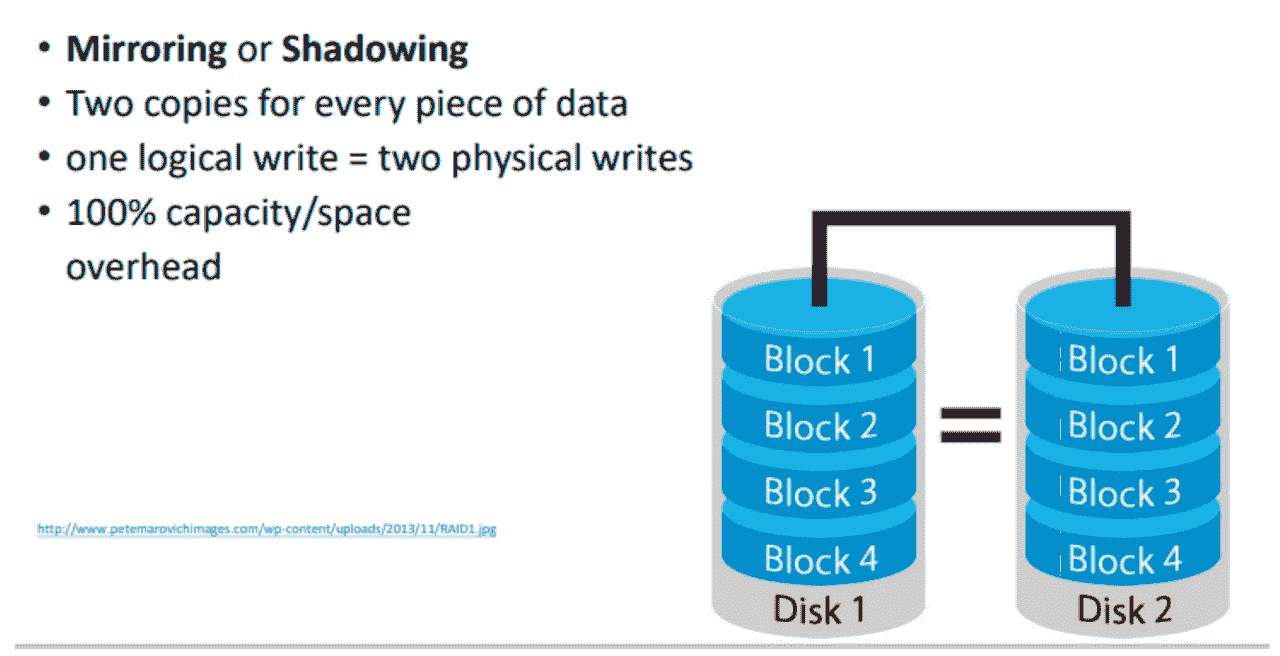 • Mirroring or Shadowing
• Two copies for every piece of data
• one logical write = two physical writes
• 100% capacity/space
overhead
Block 1
Block 2
Block 3
Block 4
Disk 1
=
Block 1
Block 2
Block 3
Block 4
Disk 2
http://www.petemarovichimages.com/wp-content/uploads/2013/11/RAID1.jpg